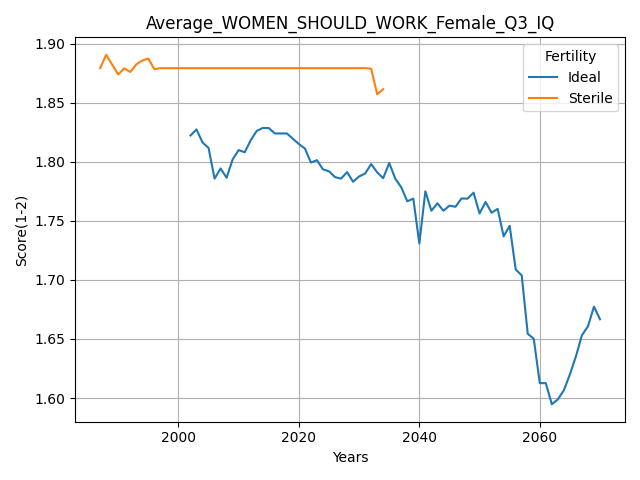 Average_WOMEN_SHOULD_WORK_Female_Q3_IQ
Fertility
Ideal
Sterile
Score(1-2)
1.90
1.85
1.80
1.75
1.70
1.65
1.60
2000
2020
2040
2060
Years